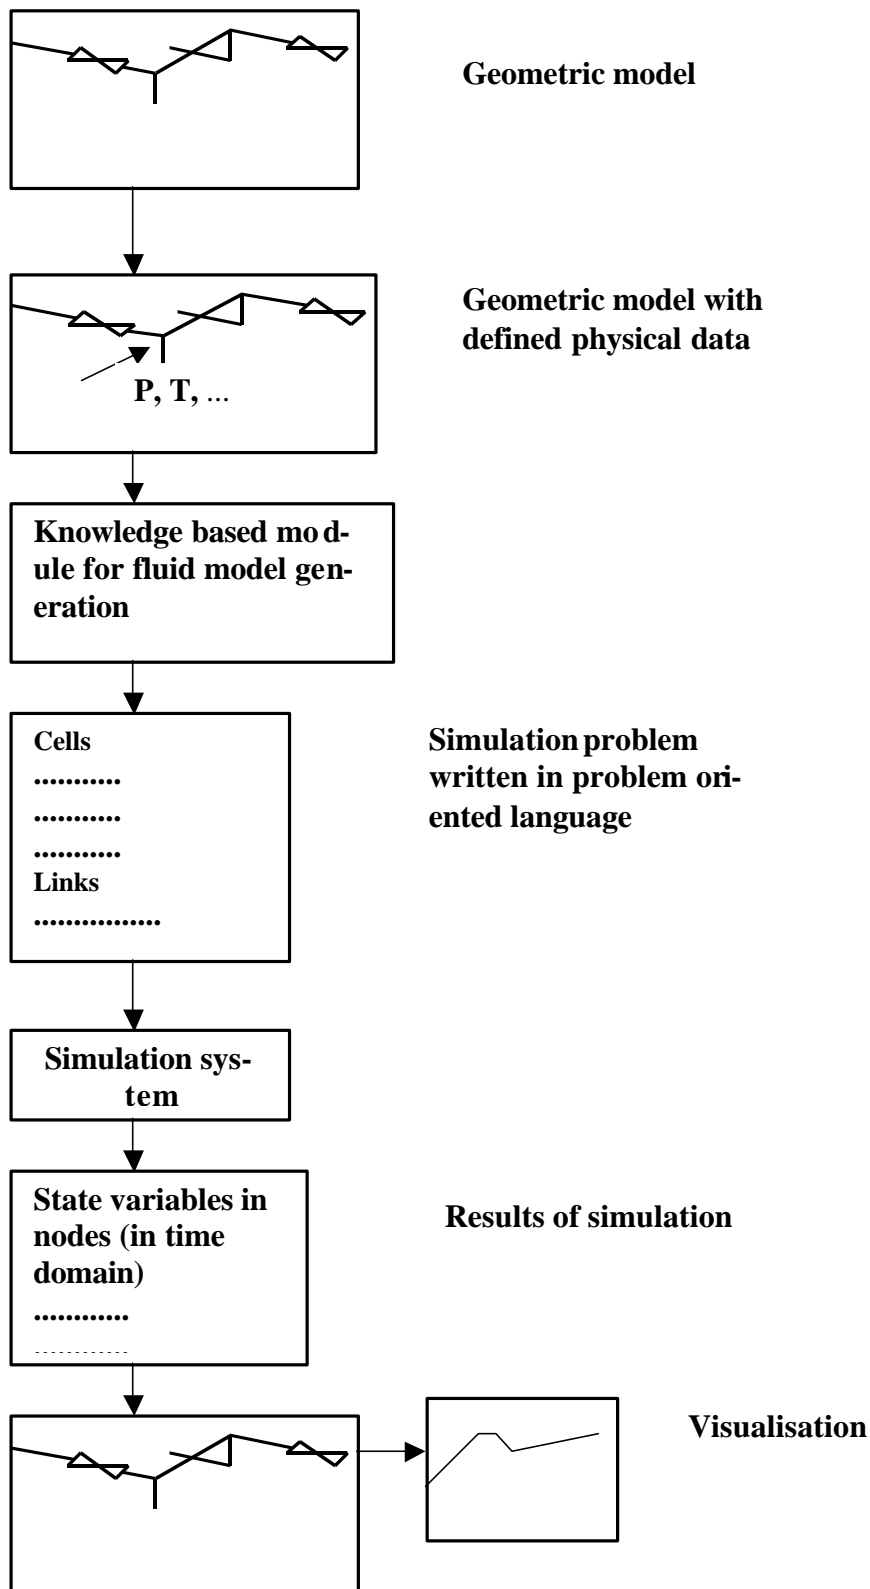 Geometric model
Geometric model with
defined physical data
P, T, ...
Knowledge based mod-
ule for fluid model gen-
eration
Cells
...........
...........
...........
Links
................
Simulation problem
written in problem ori-
ented language
Simulation sys-
tem
State variables in
nodes (in time
domain)
............
............
Results of simulation
Visualisation